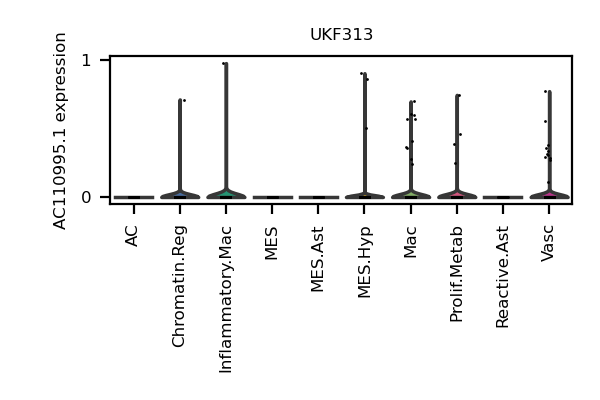 UKF313
AC110995.1 expression
1
0
AC
Chromatin.Reg
Inflammatory.Mac
MES
MES.Ast
MES.Hyp
Mac
Prolif.Metab
Reactive.Ast
Vasc